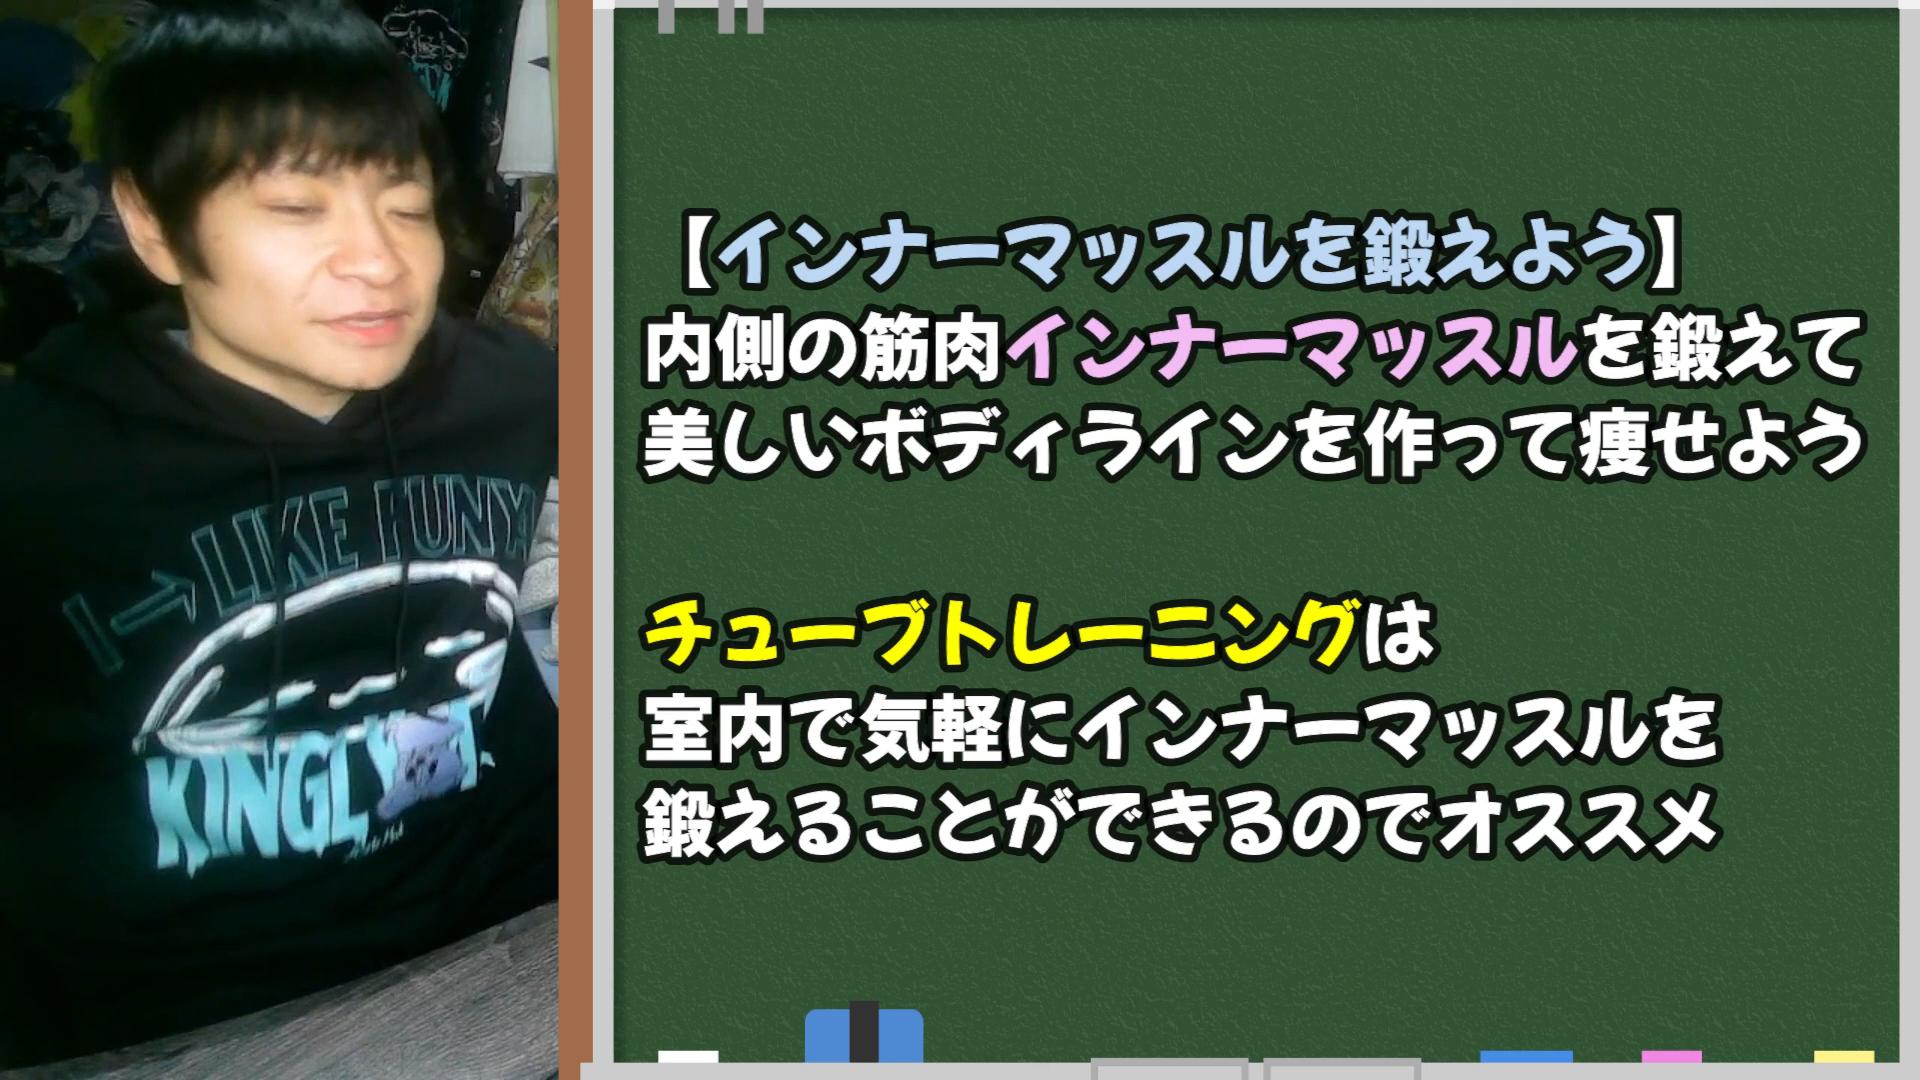 【インナーマッスルを鍛えよう】
内側の筋肉インナーマッスルを鍛えて
美しいボディラインを作って痩せよう
チューブトレーニングは
室内で気軽にインナーマッスルを
鍛えることができるのでオススメ
I→LIKE FUNY
KINGLY